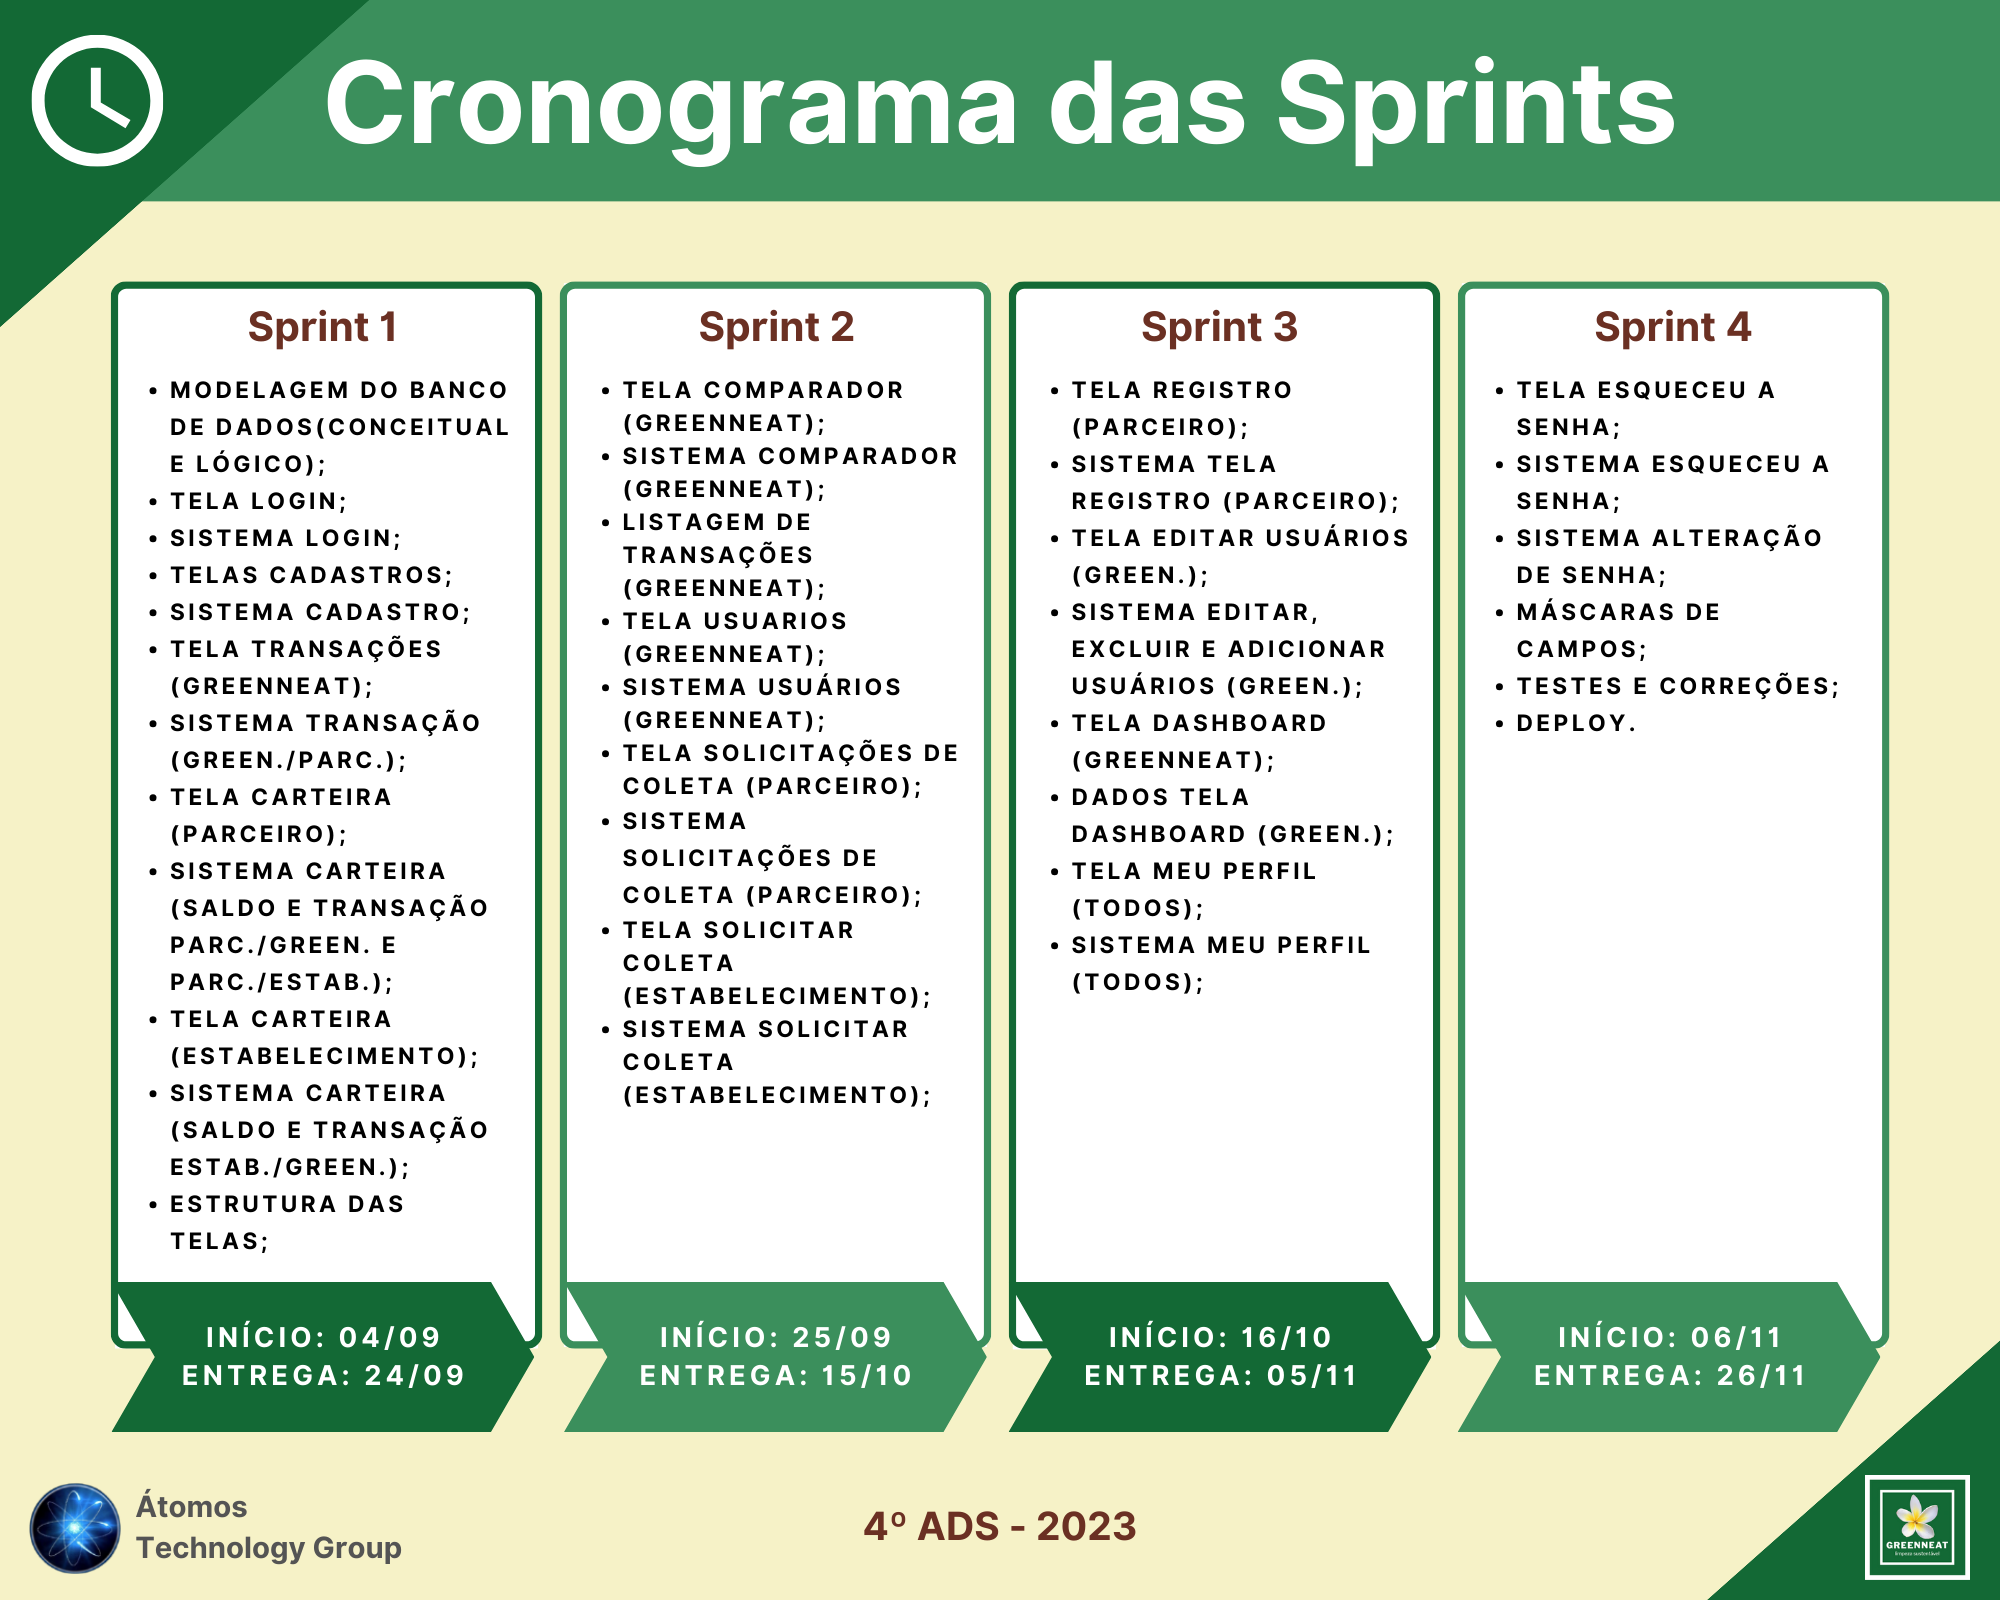 Cronograma das Sprints
Sprint 1
• MODELAGEM DO BANCO
DE DADOS(CONCEITUAL
E LÓGICO);
• TELA LOGIN;
• SISTEMA LOGIN;
• TELAS CADASTROS;
• SISTEMA CADASTRO;
• TELA TRANSAÇÕES
(GREENNEAT);
• SISTEMA TRANSAÇÃO
(GREEN./PARC.);
• TELA CARTEIRA
(PARCEIRO);
• SISTEMA CARTEIRA
(SALDO E TRANSAÇÃO
PARC./GREEN. E
PARC./ESTAB.);
• TELA CARTEIRA
(ESTABELECIMENTO);
• SISTEMA CARTEIRA
(SALDO E TRANSAÇÃO
ESTAB./GREEN.);
• ESTRUTURA DAS
TELAS;
INÍCIO: 04/09
ENTREGA: 24/09
Sprint 2
• TELA COMPARADOR
(GREENNEAT);
• SISTEMA COMPARADOR
(GREENNEAT);
• LISTAGEM DE
TRANSAÇÕES
(GREENNEAT);
• TELA USUARIOS
(GREENNEAT);
• SISTEMA USUÁRIOS
(GREENNEAT);
• TELA SOLICITAÇÕES DE
COLETA (PARCEIRO);
• SISTEMA
SOLICITAÇÕES DE
COLETA (PARCEIRO);
• TELA SOLICITAR
COLETA
(ESTABELECIMENTO);
• SISTEMA SOLICITAR
COLETA
(ESTABELECIMENTO);
INÍCIO: 25/09
ENTREGA: 15/10
Sprint 3
• TELA REGISTRO
(PARCEIRO);
• SISTEMA TELA
REGISTRO (PARCEIRO);
• TELA EDITAR USUÁRIOS
(GREEN.);
• SISTEMA EDITAR,
EXCLUIR E ADICIONAR
USUÁRIOS (GREEN.);
• TELA DASHBOARD
(GREENNEAT);
• DADOS TELA
DASHBOARD (GREEN.);
• TELA MEU PERFIL
(TODOS);
• SISTEMA MEU PERFIL
(TODOS);
INÍCIO: 16/10
ENTREGA: 05/11
Sprint 4
• TELA ESQUECEU A
SENHA;
• SISTEMA ESQUECEU A
SENHA;
• SISTEMA ALTERAÇÃO
DE SENHA;
• MÁSCARAS DE
CAMPOS;
• TESTES E CORREÇÕES;
• DEPLOY.
INÍCIO: 06/11
ENTREGA: 26/11
Átomos
Technology Group
4º ADS - 2023
GREENNEAT